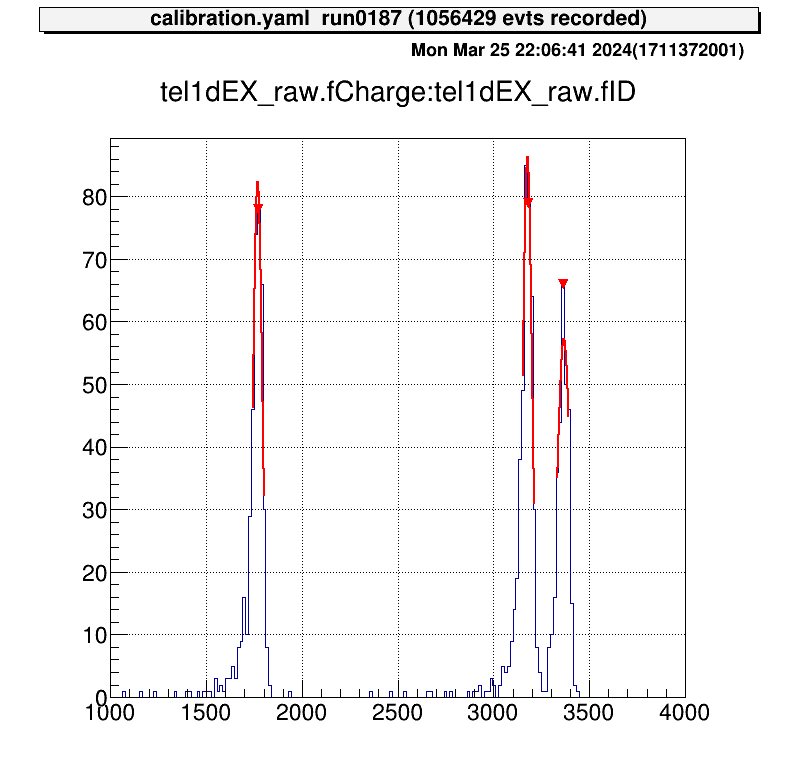 calibration.yaml run0187 (1056429 evts recorded)
Mon Mar 25 22:06:41 2024(1711372001)
tel1dEX_raw.fCharge:tel1dEX_raw.fID
80
70
60
50
40
30
20
10
0
1000 1500 2000 2500 3000 3500 4000